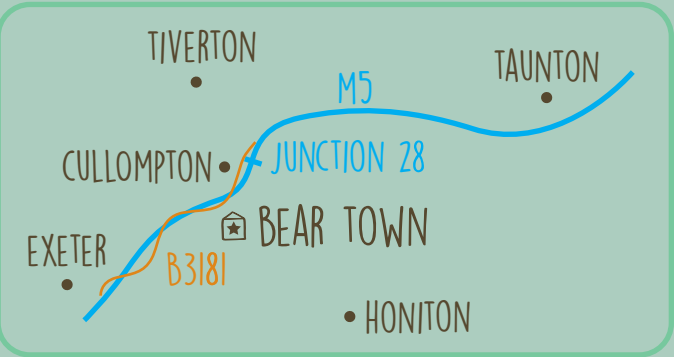 TIVERTON
TAUNTON
M5
CULLOMPTON
JUNCTION 28
BEAR TOWN
EXETER
B3181
HONITON